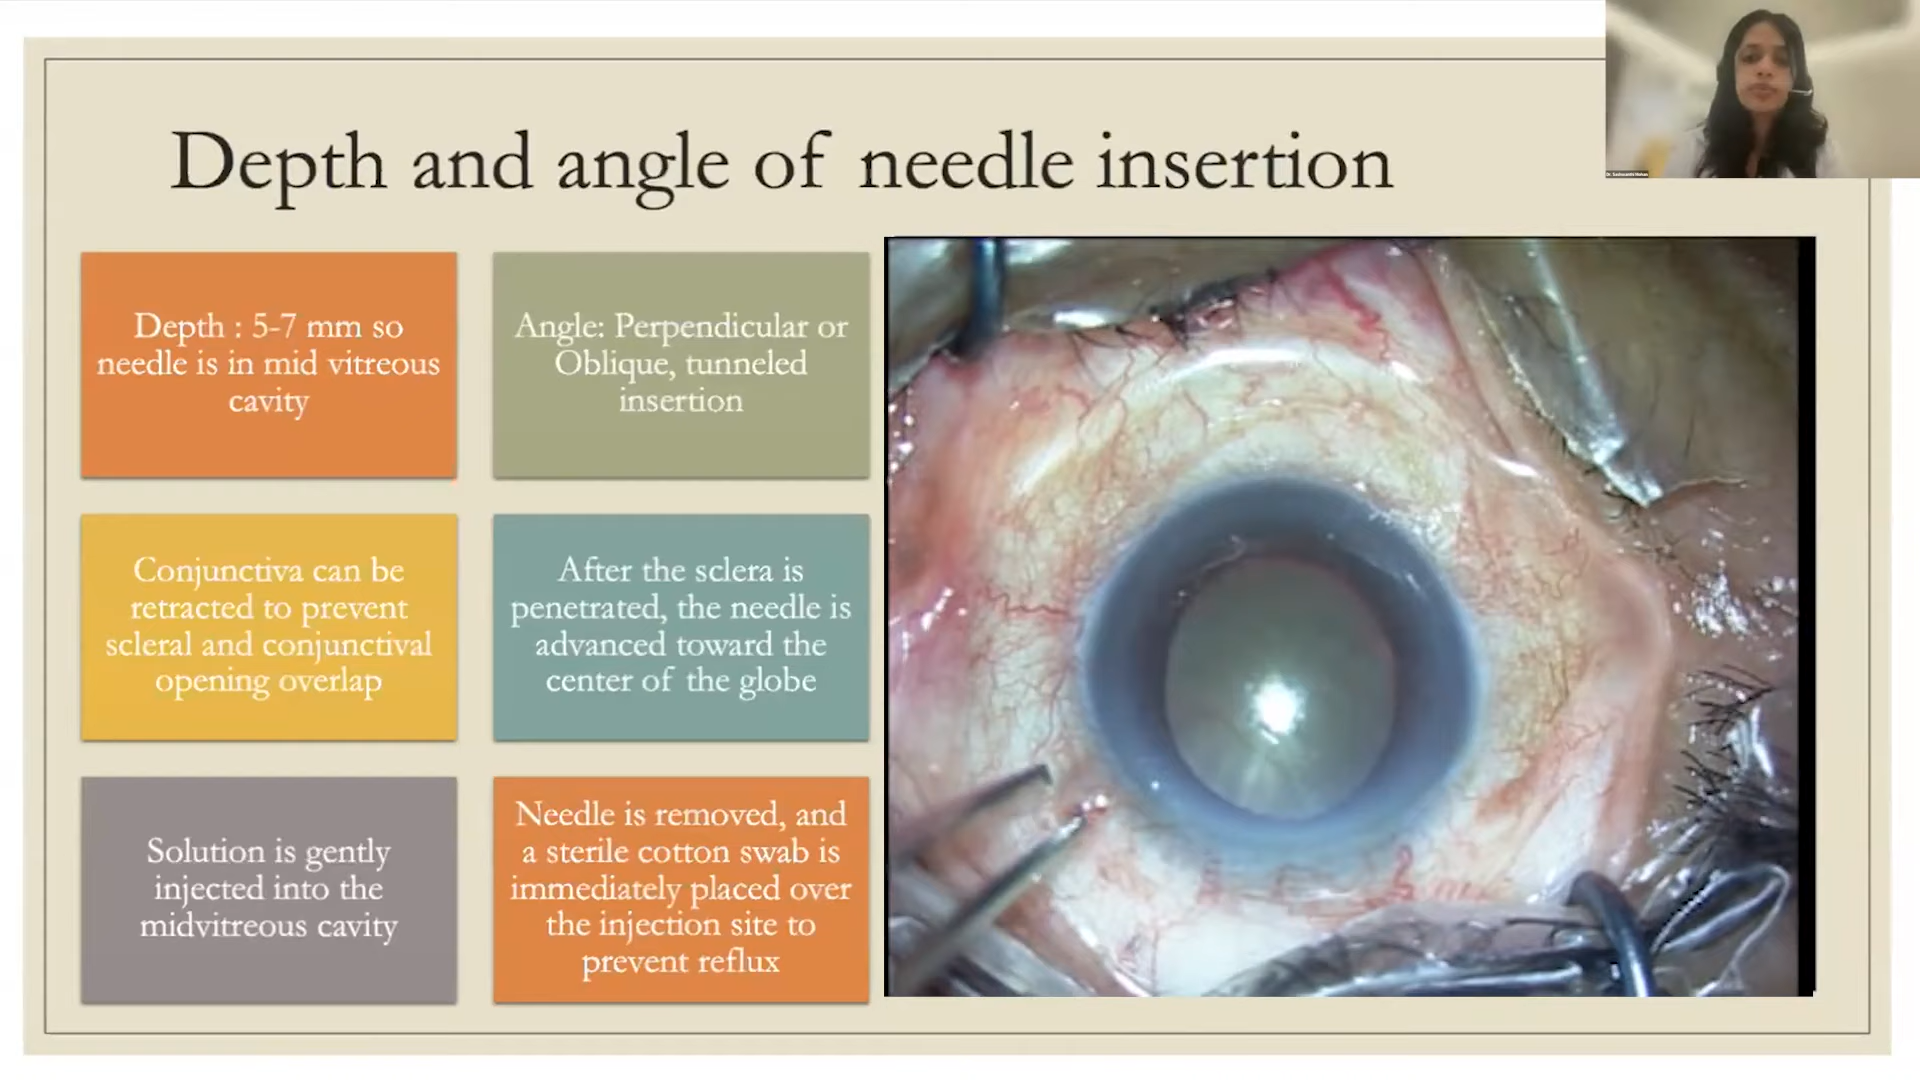 Depth and angle of needle insertion
Depth : 5-7 mm so
needle is in mid vitreous
cavity
Angle: Perpendicular or
Oblique, tunneled
insertion
Conjunctiva can be
retracted to prevent
scleral and conjunctival
opening overlap
After the sclera is
penetrated, the needle is
advanced toward the
center of the globe
Solution is gently
injected into the
midvitreous cavity
Needle is removed, and
a sterile cotton swab is
immediately placed over
the injection site to
prevent reflux